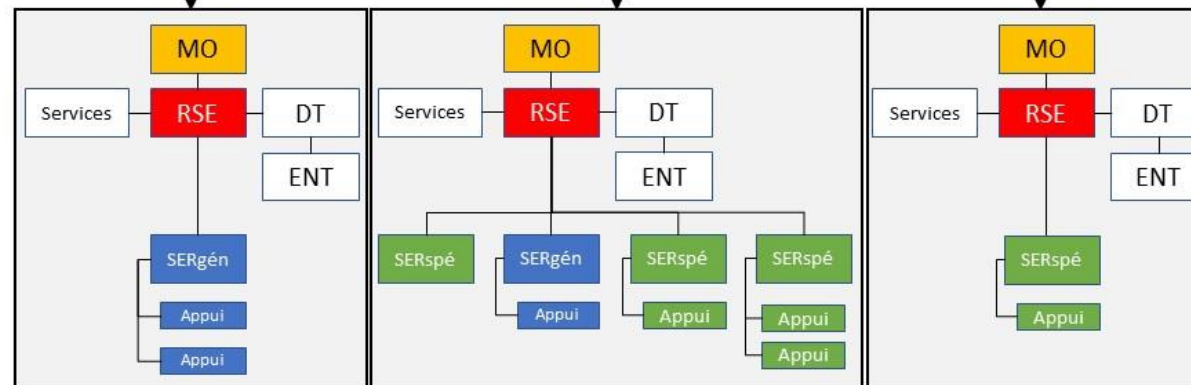 MO
Services
RSE
DT
ENT
SERgén
Appui
Appui
MO
Services
RSE
DT
ENT
SERspé
SERgén
SERspé
SERspé
Appui
Appui
Appui
Appui
MO
Services
RSE
DT
ENT
SERspé
Appui